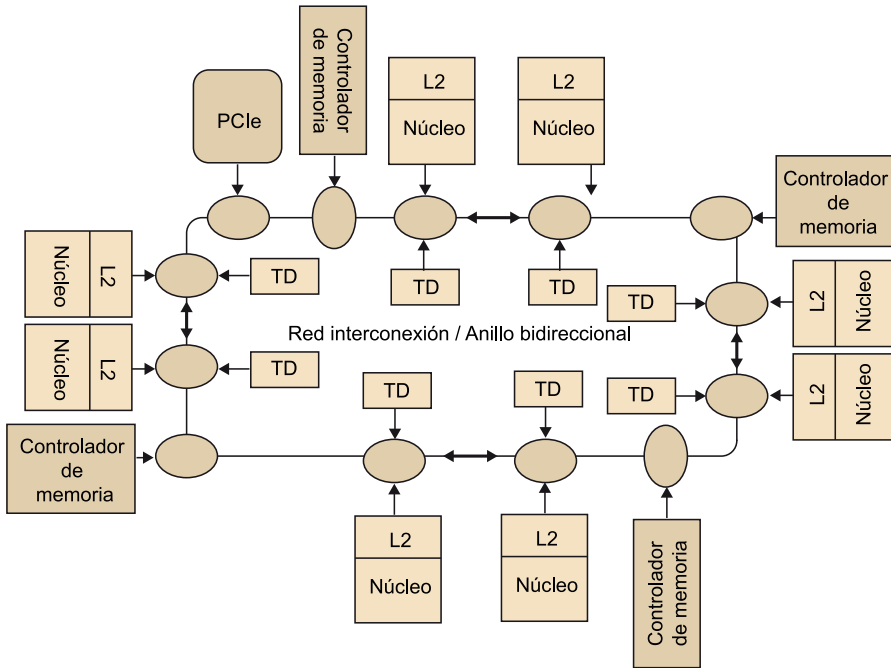 PCIe
Controlador
de memoria
L2
Núcleo
L2
Núcleo
Controlador
de
memoria
Núcleo
L2
TD
TD
TD
TD
L2
Núcleo
Red interconexión / Anillo bidireccional
Núcleo
L2
TD
TD
TD
TD
L2
Núcleo
Controlador
de
memoria
L2
Núcleo
L2
Núcleo
Controlador
de memoria